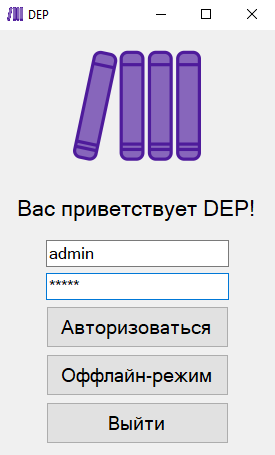 DEP
Вас приветствует DEP!
admin
*****
Авторизоваться
Оффлайн-режим
Выйти